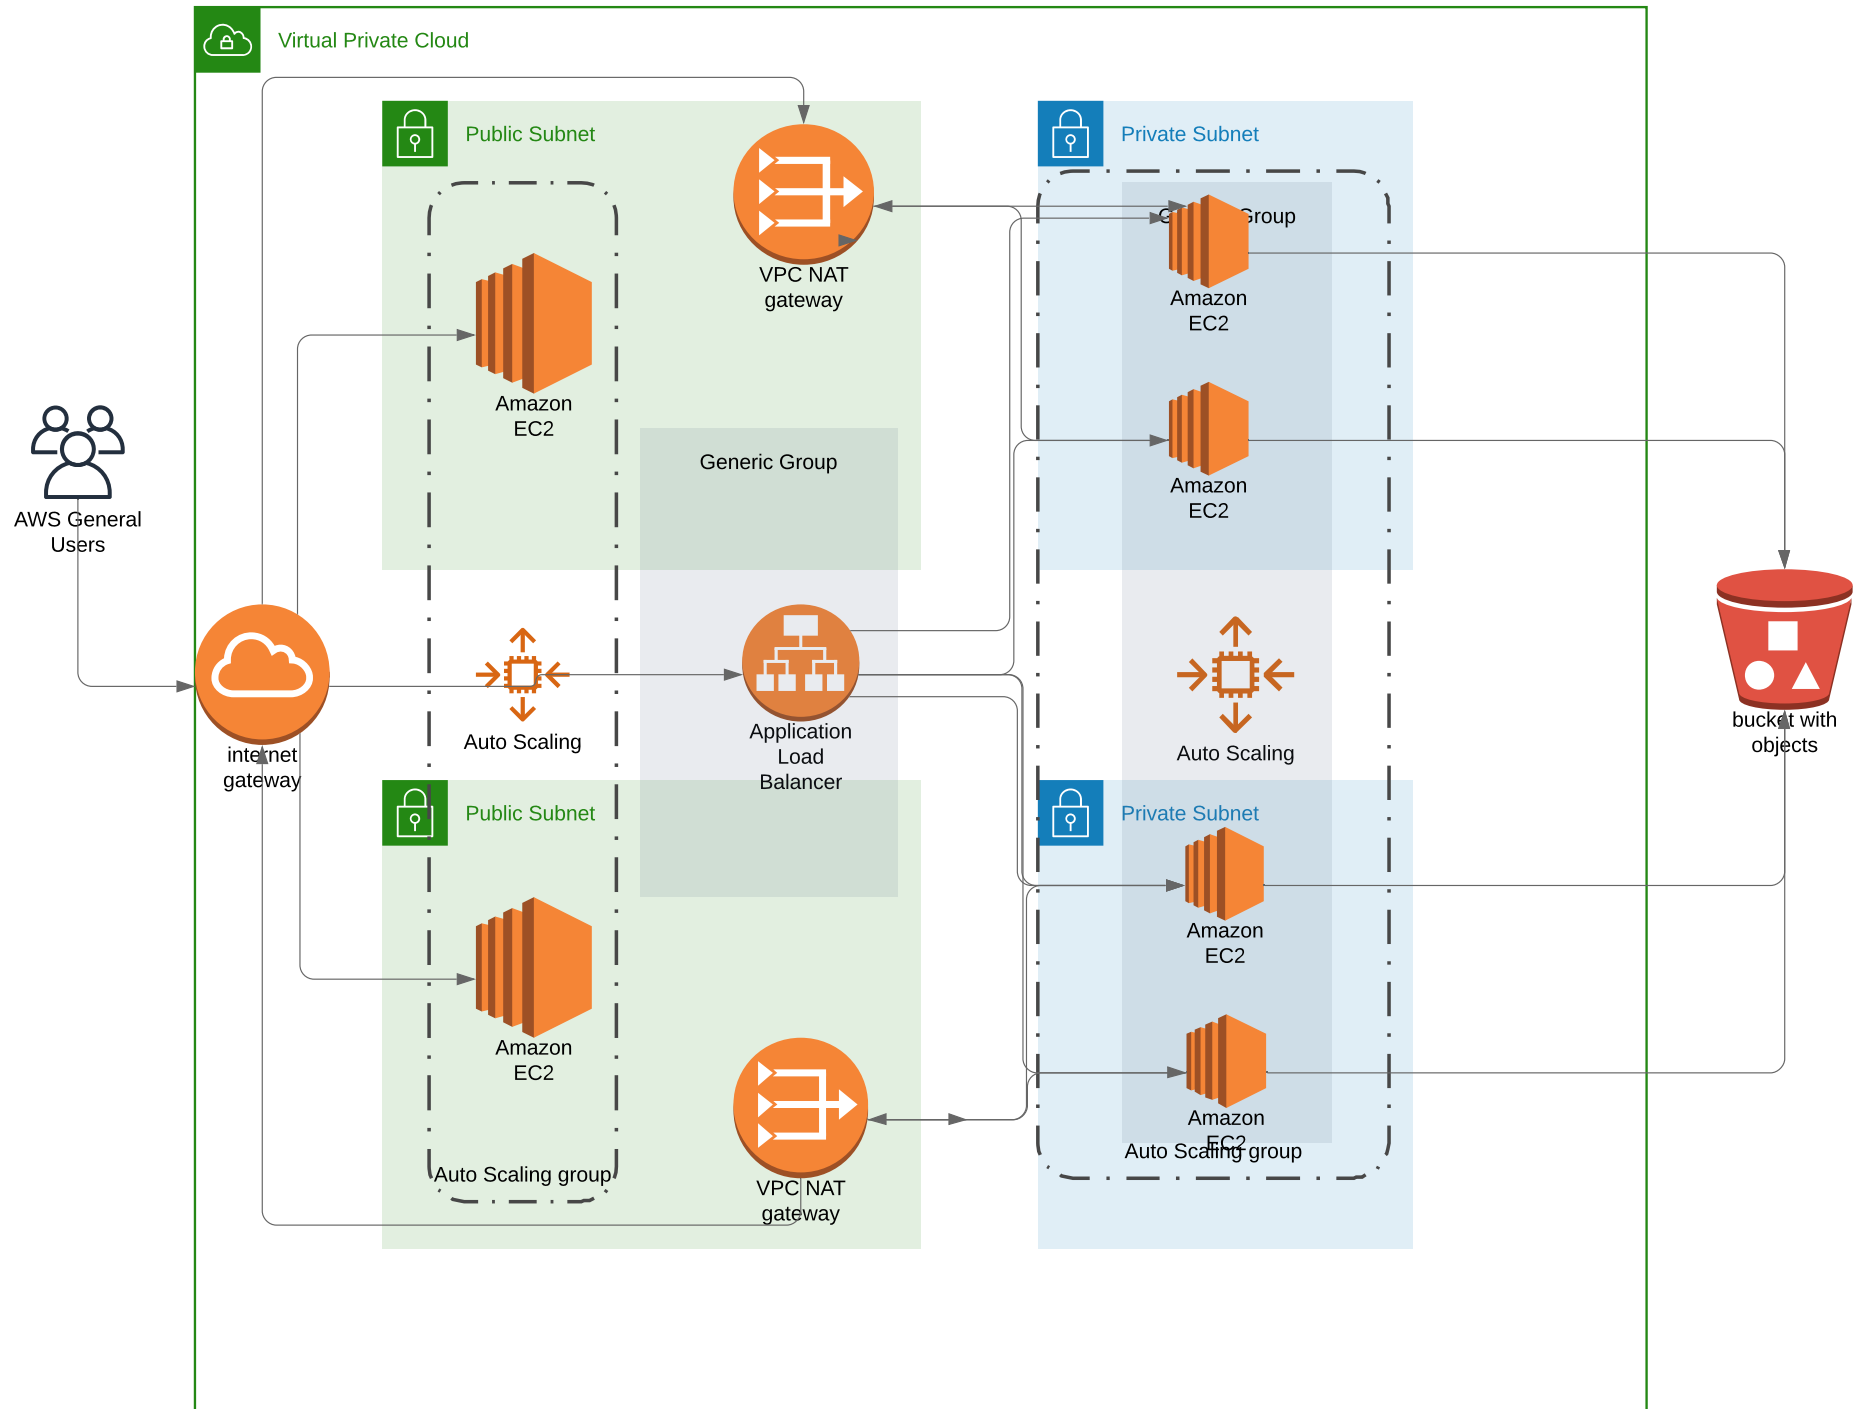 Virtual Private Cloud
Public Subnet
Private Subnet
VPC NAT
gateway
Group
Amazon
EC2
Amazon
EC2
Generic Group
Amazon
EC2
AWS General
Users
internet
gateway
Auto Scaling
Application
Load
Balancer
Auto Scaling
bucket with
objects
Public Subnet
Private Subnet
Amazon
EC2
Amazon
EC2
Amazon
EC2
Auto Scaling group
Auto Scaling group
VPC NAT
gateway